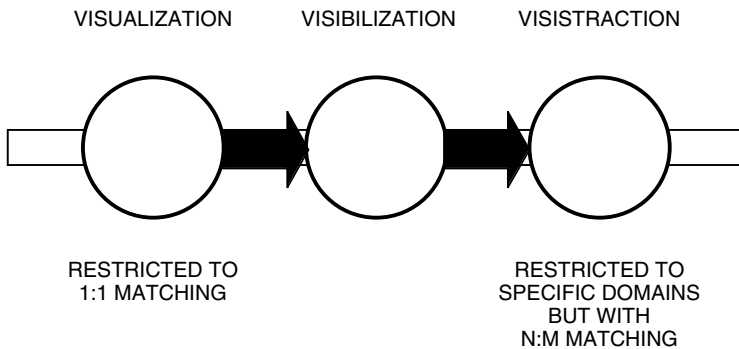 VISUALIZATION VISIBILIZATION VISISTRACTION
RESTRICTED TO
1:1 MATCHING
RESTRICTED TO
SPECIFIC DOMAINS
BUT WITH
N:M MATCHING